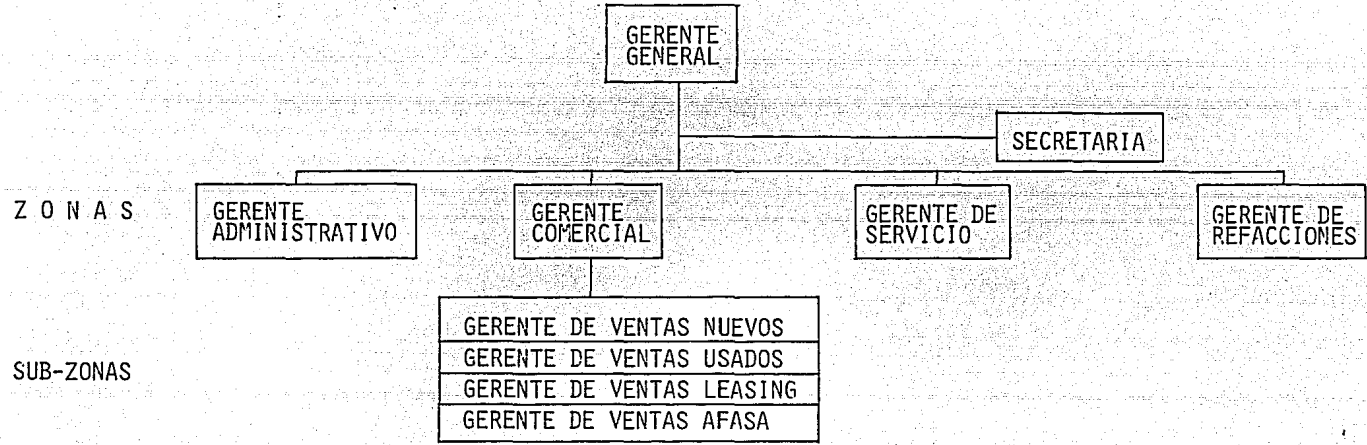 GERENTE
GENERAL
SECRETARIA
Z O N A S
GERENTE
ADMINISTRATIVO
GERENTE
COMERCIAL
GERENTE DE
SERVICIO
GERENTE DE
REFACCIONES
SUB-ZONAS
GERENTE DE VENTAS NUEVOS
GERENTE DE VENTAS USADOS
GERENTE DE VENTAS LEASING
GERENTE DE VENTAS AFASA